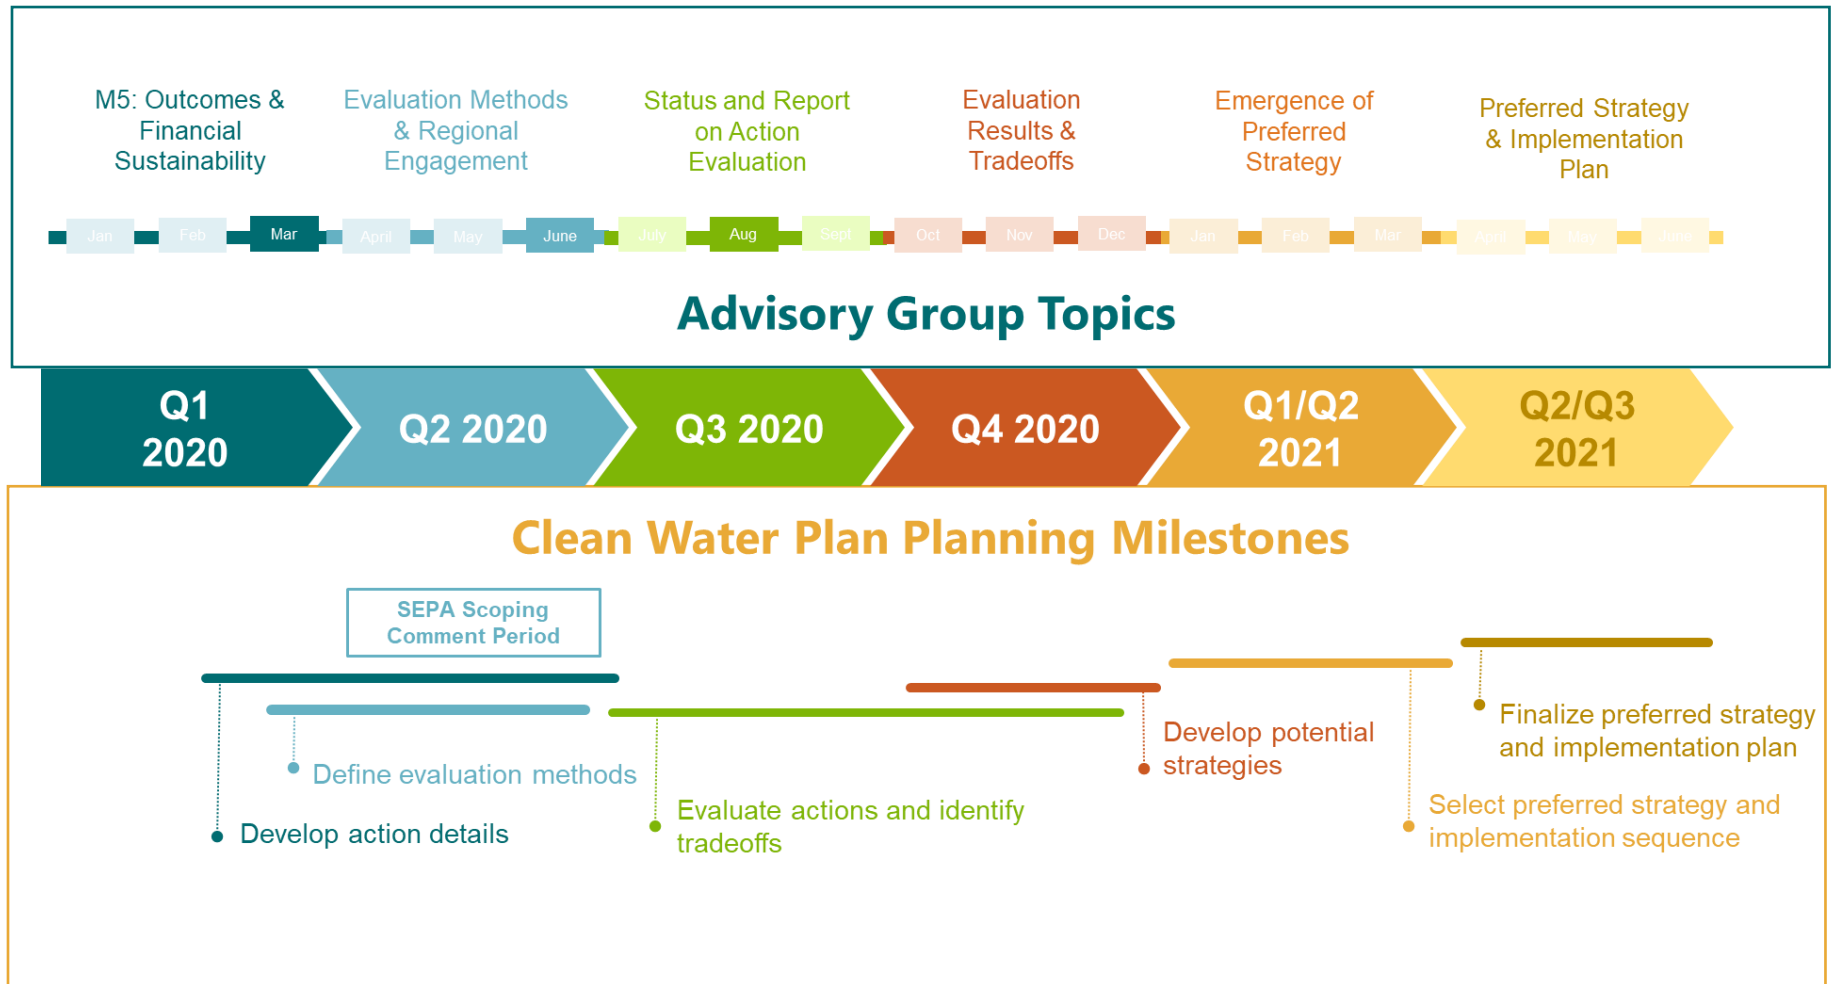 M5: Outcomes &
Financial
Sustainability
Evaluation Methods
& Regional
Engagement
Status and Report
on Action
Evaluation
Evaluation
Results &
Tradeoffs
Emergence of
Preferred
Strategy
Preferred Strategy
& Implementation
Plan
Jan
Feb
Mar
April
May
June
July
Aug
Sept
Oct
Nov
Dec
Jan
Feb
Mar
April
May
June
Advisory Group Topics
Q1
2020
Q2 2020
Q3 2020
Q4 2020
Q1/Q2
2021
Q2/Q3
2021
Clean Water Plan Planning Milestones
SEPA Scoping
Comment Period
Define evaluation methods
Develop action details
Evaluate actions and identify
tradeoffs
Develop potential
strategies
Select preferred strategy and
implementation sequence
Finalize preferred strategy
and implementation plan